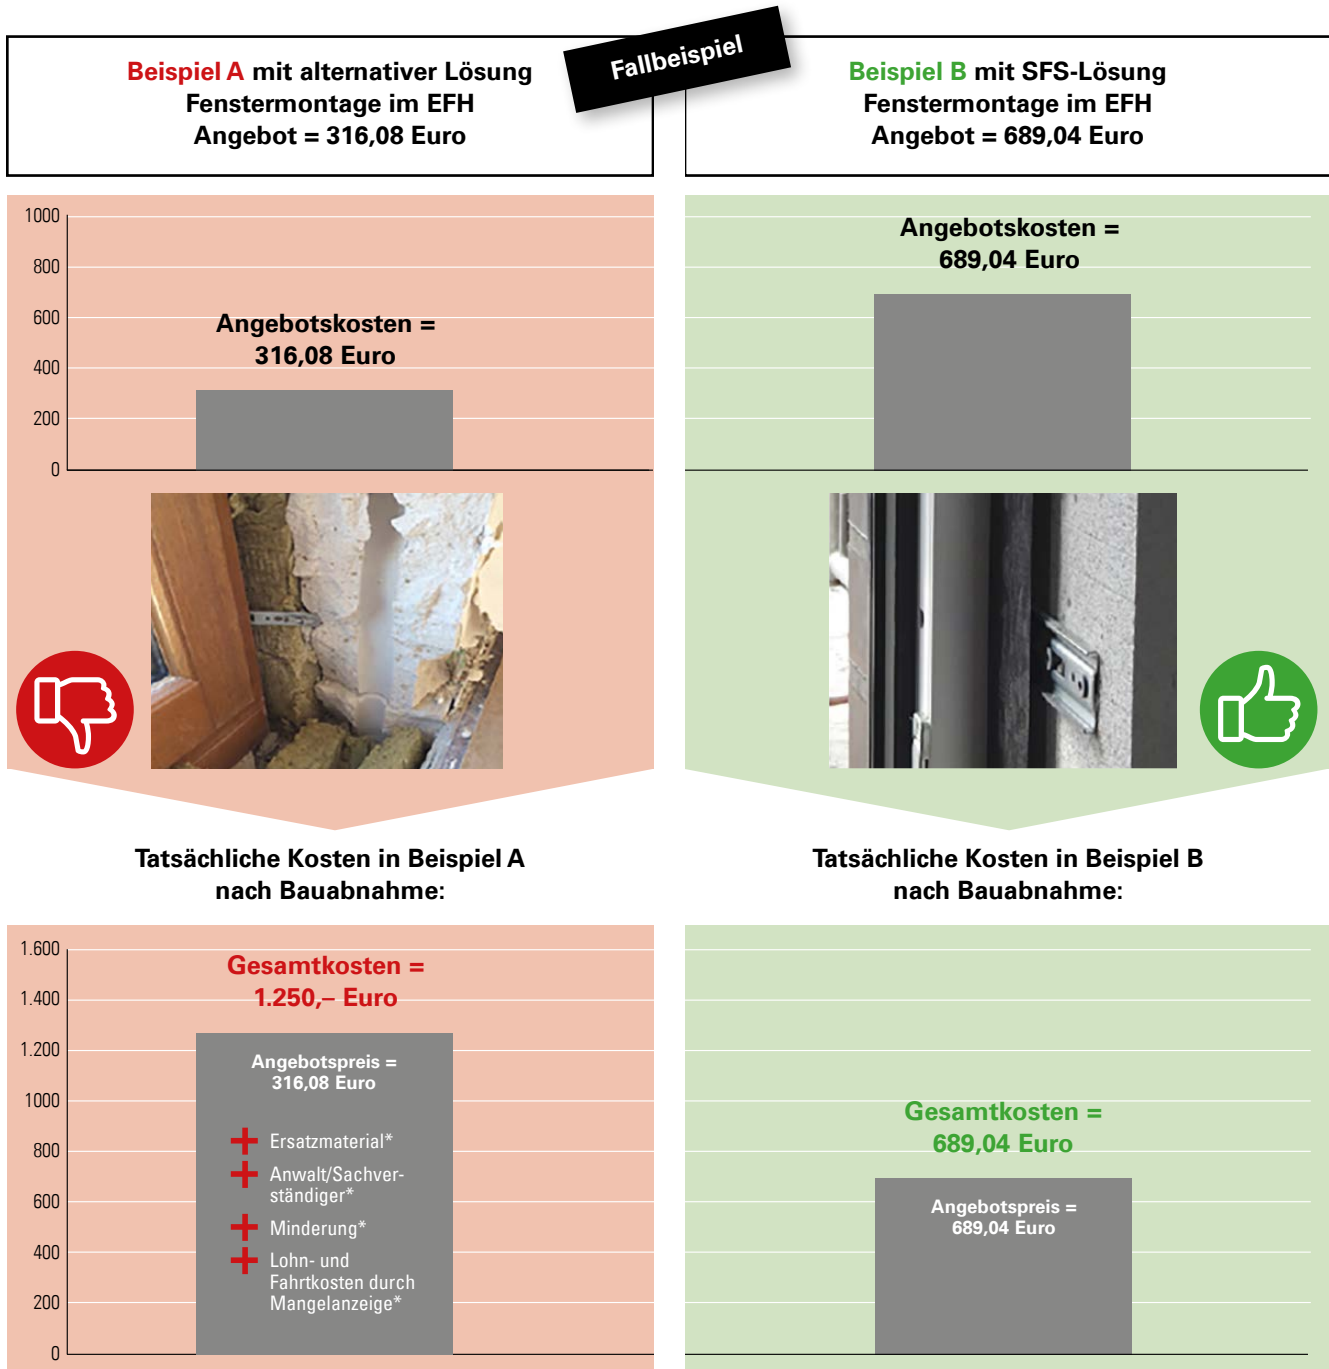 Fallbeispiel
Beispiel A mit alternativer Lösung
Fenstermontage im EFH
Angebot = 316,08 Euro
Beispiel B mit SFS-Lösung
Fenstermontage im EFH
Angebot = 689,04 Euro
1000
800
600
400
200
0
Angebotskosten =
316,08 Euro
Angebotskosten =
689,04 Euro
Tatsächliche Kosten in Beispiel A
nach Bauabnahme:
Tatsächliche Kosten in Beispiel B
nach Bauabnahme:
1.600
1.400
1.200
1000
800
600
400
200
0
Gesamtkosten =
1.250,– Euro
Angebotspreis =
316,08 Euro
+ Ersatzmaterial*
+ Anwalt/Sachver-
ständiger*
+ Minderung*
+ Lohn- und
Fahrtkosten durch
Mangelanzeige*
Gesamtkosten =
689,04 Euro
Angebotspreis =
689,04 Euro